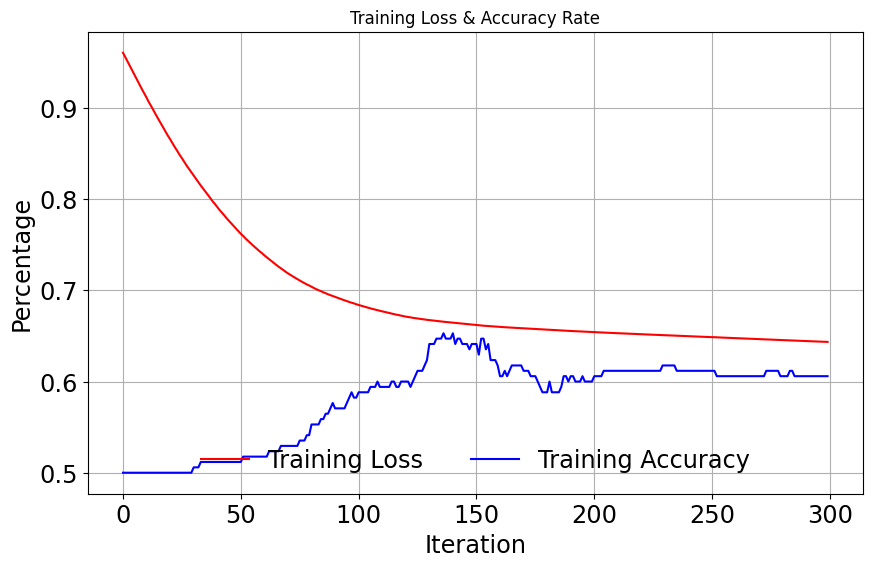 Training Loss & Accuracy Rate
Percentage
0.9
0.8
0.7
0.6
0.5
Training Loss
Training Accuracy
0 50 100 150 200 250 300
Iteration